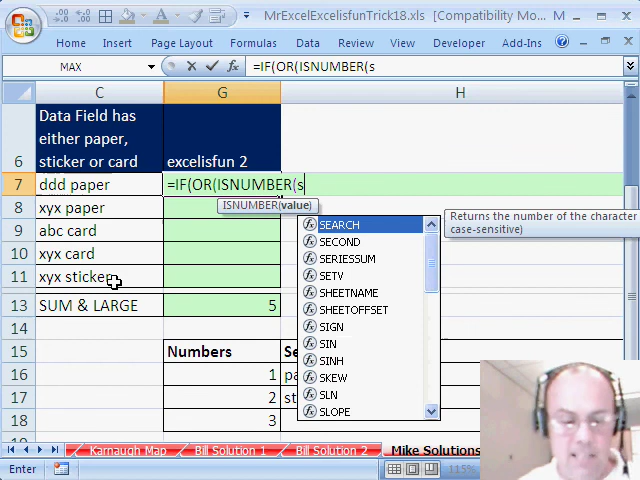 MrExcelExcelisfunTrick18.xls [Compatibility Mo...
Home Insert Page Layout Formulas Data Review View Developer Add-Ins
MAX =IF(OR(ISNUMBER(s
C G H
6 Data Field has
either paper,
sticker or card excelisfun 2
7 ddd paper =IF(OR(ISNUMBER(s
ISNUMBER(value)
8 xyx paper
9 abc card
10 xyx card
11 xyx sticker
13 SUM & LARGE 5
14
15 Numbers Se
16 1 pa
17 2 st
18 3
SEARCH
SECOND
SERIESSUM
SETV
SHEETNAME
SHEETOFFSET
SIGN
SIN
SINH
SKEW
SLN
SLOPE
Returns the number of the character
case-sensitive)
Karnaugh Map Bill Solution 1 Bill Solution 2 Mike Solutions
Enter 115%